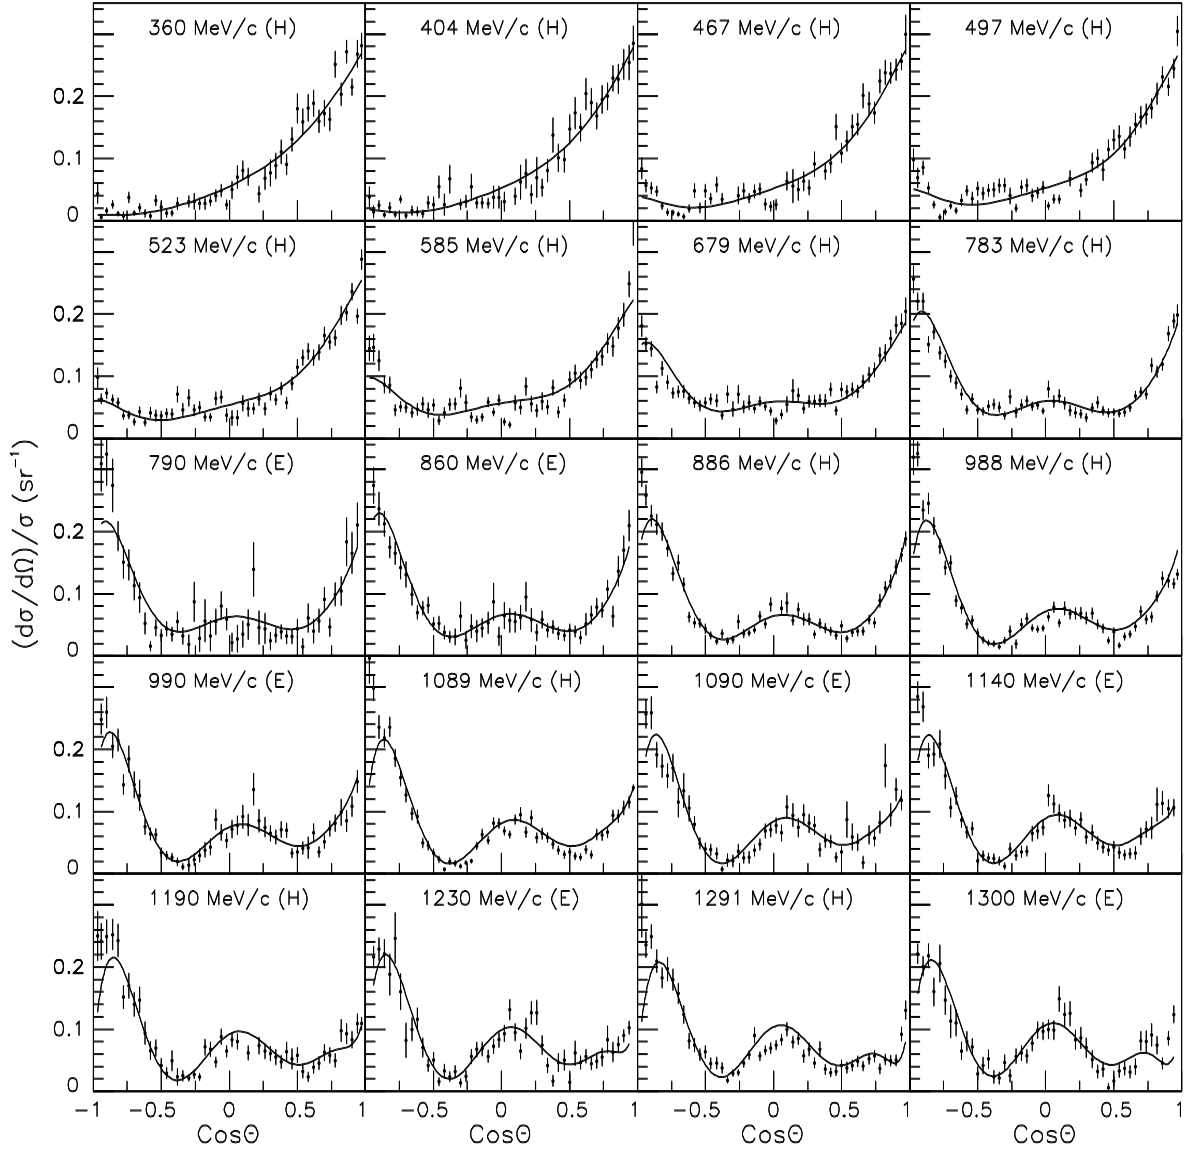 360 MeV/c (H) 404 MeV/c (H) 467 MeV/c (H) 497 MeV/c (H)
0.2
0.1
0
523 MeV/c (H) 585 MeV/c (H) 679 MeV/c (H) 783 MeV/c (H)
0.2
0.1
0
790 MeV/c (E) 860 MeV/c (E) 886 MeV/c (H) 988 MeV/c (H)
0.2
0.1
0
(dσ/dΩ)/σ (sr⁻¹)
990 MeV/c (E) 1089 MeV/c (H) 1090 MeV/c (E) 1140 MeV/c (E)
0.2
0.1
0
1190 MeV/c (H) 1230 MeV/c (E) 1291 MeV/c (H) 1300 MeV/c (E)
0.2
0.1
0
-1 -0.5 0 0.5 -0.5 0 0.5 -0.5 0 0.5 -0.5 0 0.5 1
CosΘ CosΘ CosΘ CosΘ